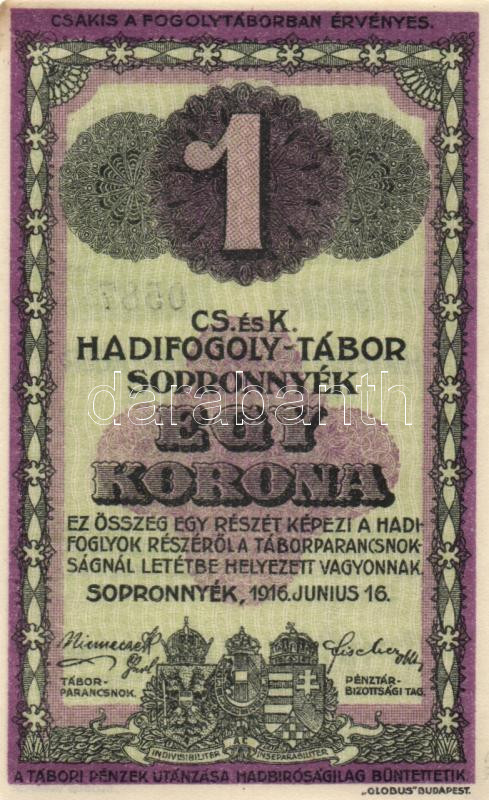 CSAKIS A FOGOLYTÁBORBAN ÉRVÉNYES.
1
CS. ÉS K.
HADIFOGOLY-TÁBOR
SOPRONNYÉK
darabanth
EGY
KORONA
EZ ÖSSZEG EGY RÉSZÉT KÉPEZI A HADI-
FOGLYOK RÉSZÉRŐL A TÁBORPARANCSNOK-
SÁGNÁL LETÉTBE HELYEZETT VAGYONNAK.
SOPRONNYÉK, 1916. JUNIUS 16.
Fischer
TÁBOR-
PARANCSNOK.
PÉNZTÁR-
BIZOTTSÁGI TAG.
INDIVISIBILITER INSEPARABILITER
A TÁBORI PÉNZEK UTÁNZÁSA HADBIRÓSÁGILAG BÜNTETTETIK.
„GLOBUS" BUDAPEST.